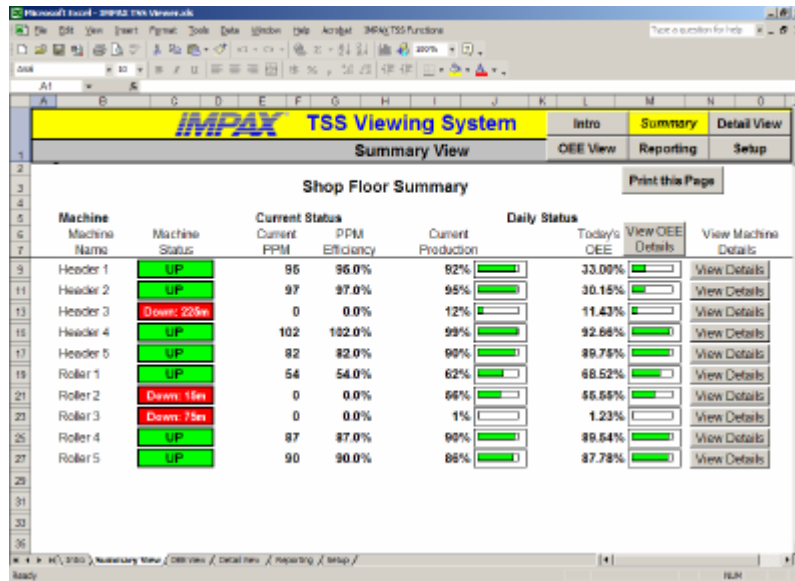 Microsoft Excel - IMPAX TSS Viewer.xls
File Edit View Insert Format Tools Data Window Help Acrobat IMPAX TSS Functions Type a question for help
200%
Arial 10 B I U
A1
A B C D E F G H I J K L M N O
IMPAX TSS Viewing System Intro Summary Detail View
Summary View OEE View Reporting Setup
Print this Page
Shop Floor Summary
Machine Current Status Daily Status
Machine Machine Current PPM Current Today's View OEE View Machine
Name Status PPM Efficiency Production OEE Details Details
Header 1 UP 96 96.0% 92% 33.00% View Details
Header 2 UP 97 97.0% 95% 30.15% View Details
Header 3 Down: 225m 0 0.0% 12% 11.43% View Details
Header 4 UP 102 102.0% 99% 92.66% View Details
Header 5 UP 82 82.0% 90% 89.75% View Details
Roller 1 UP 54 54.0% 62% 68.52% View Details
Roller 2 Down: 15m 0 0.0% 56% 55.55% View Details
Roller 3 Down: 75m 0 0.0% 1% 1.23% View Details
Roller 4 UP 87 87.0% 90% 89.54% View Details
Roller 5 UP 90 90.0% 86% 87.78% View Details
Intro Summary View OEE View Detail View Reporting Setup
Ready NUM